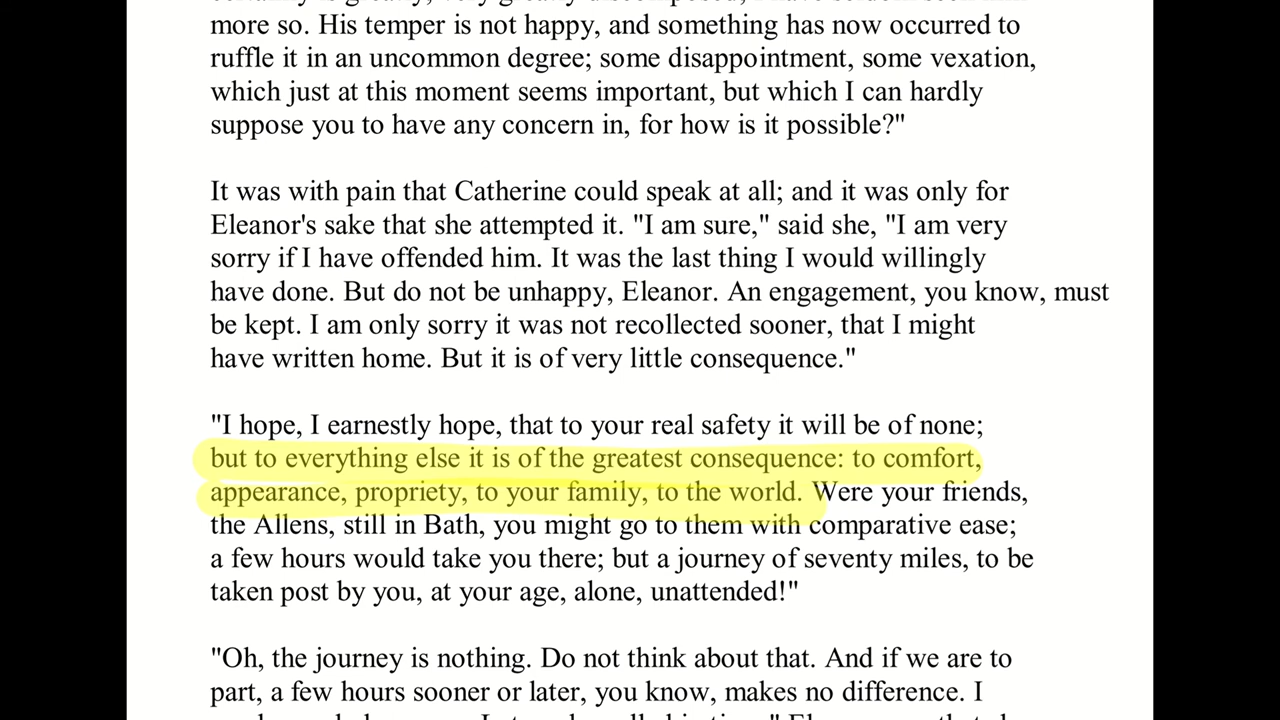 more so. His temper is not happy, and something has now occurred to
ruffle it in an uncommon degree; some disappointment, some vexation,
which just at this moment seems important, but which I can hardly
suppose you to have any concern in, for how is it possible?"
It was with pain that Catherine could speak at all; and it was only for
Eleanor's sake that she attempted it. "I am sure," said she, "I am very
sorry if I have offended him. It was the last thing I would willingly
have done. But do not be unhappy, Eleanor. An engagement, you know, must
be kept. I am only sorry it was not recollected sooner, that I might
have written home. But it is of very little consequence."
"I hope, I earnestly hope, that to your real safety it will be of none;
but to everything else it is of the greatest consequence: to comfort,
appearance, propriety, to your family, to the world. Were your friends,
the Allens, still in Bath, you might go to them with comparative ease;
a few hours would take you there; but a journey of seventy miles, to be
taken post by you, at your age, alone, unattended!"
"Oh, the journey is nothing. Do not think about that. And if we are to
part, a few hours sooner or later, you know, makes no difference. I